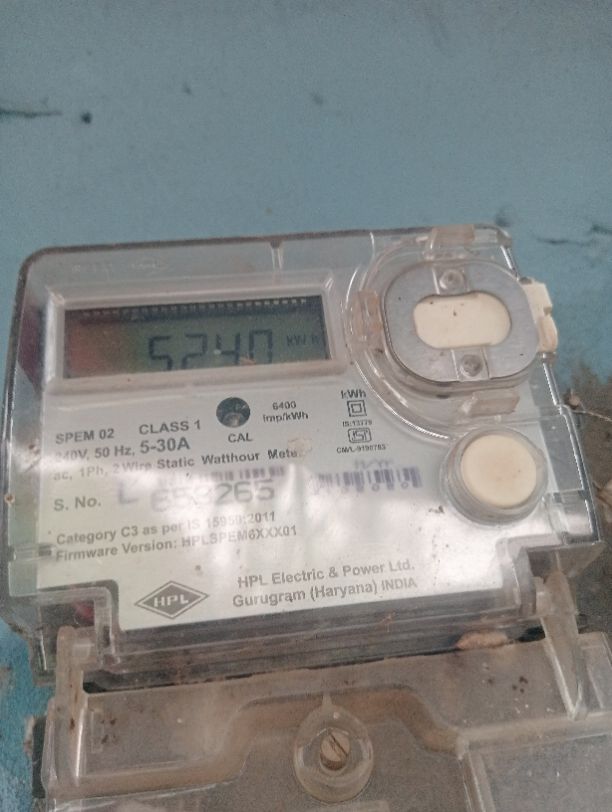 5240 kWh
6400
imp/kWh
kWh
IS:13779
CM/L-9190783
SPEM 02 CLASS 1
CAL
240V, 50 Hz, 5-30A
ac, 1Ph, 2 Wire Static Watthour Meter
S. No.
Category C3 as per IS 15959:2011
Firmware Version: HPLSPEM6XXX01
HPL
HPL Electric & Power Ltd.
Gurugram (Haryana) INDIA